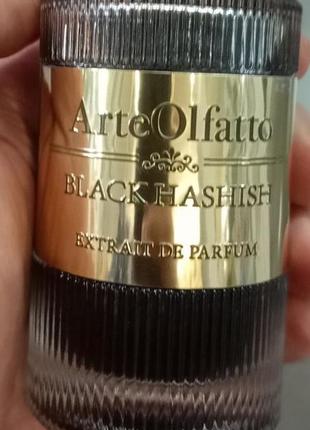 ArteOlfatto
BLACK HASHISH
EXTRAIT DE PARFUM